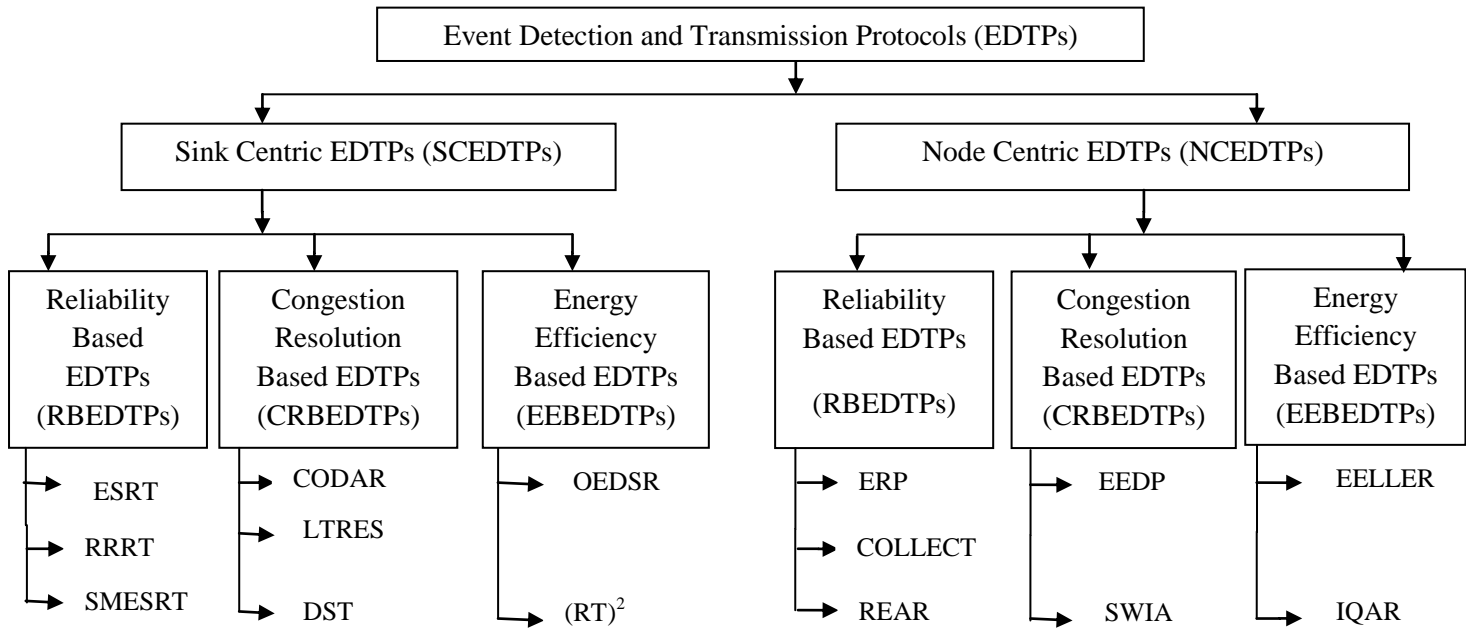 Event Detection and Transmission Protocols (EDTPs)
Sink Centric EDTPs (SCEDTPs)
Node Centric EDTPs (NCEDTPs)
Reliability
Based
EDTPs
(RBEDTPs)
Congestion
Resolution
Based EDTPs
(CRBEDTPs)
Energy
Efficiency
Based EDTPs
(EEBEDTPs)
Reliability
Based EDTPs
(RBEDTPs)
Congestion
Resolution
Based EDTPs
(CRBEDTPs)
Energy
Efficiency
Based EDTPs
(EEBEDTPs)
ESRT
RRRT
SMESRT
CODAR
LTRES
DST
OEDSR
(RT)²
ERP
COLLECT
REAR
EEDP
SWIA
EELLER
IQAR